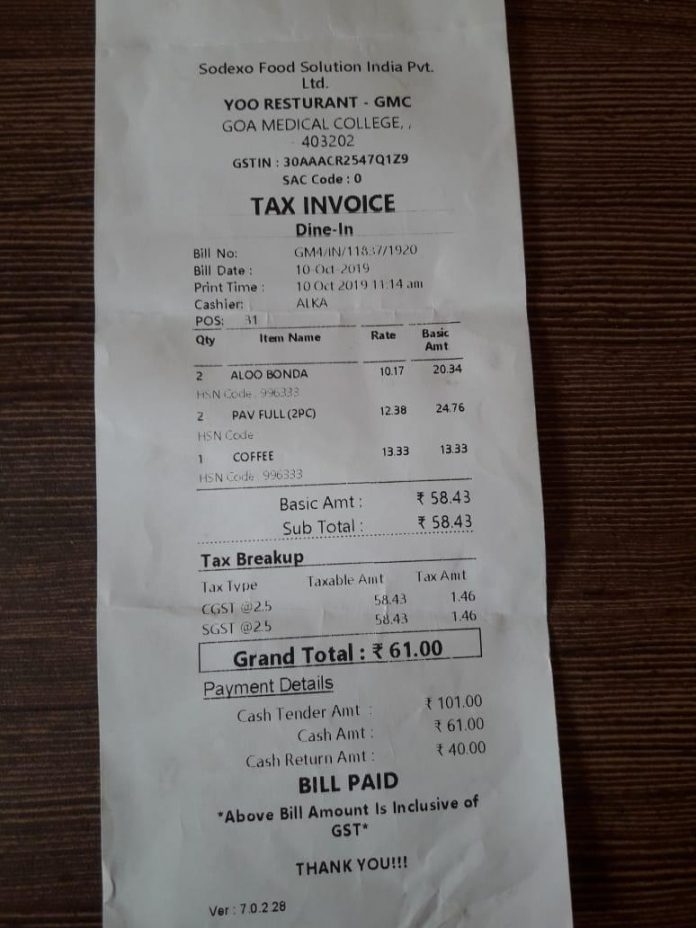 Sodexo Food Solution India Pvt.
Ltd.
YOO RESTURANT - GMC
GOA MEDICAL COLLEGE, ,
403202
GSTIN : 30AAACR2547Q1Z9
SAC Code : 0
TAX INVOICE
Dine-In
Bill No: GM4/IN/11837/1920
Bill Date : 10-Oct-2019
Print Time : 10 Oct 2019 11:14 am
Cashier: ALKA
POS: 31
Qty Item Name Rate Basic Amt
2 ALOO BONDA 10.17 20.34
HSN Code : 996333
2 PAV FULL (2PC) 12.38 24.76
HSN Code
1 COFFEE 13.33 13.33
HSN Code : 996333
Basic Amt : ₹ 58.43
Sub Total : ₹ 58.43
Tax Breakup
Tax Type Taxable Amt Tax Amt
CGST @2.5 58.43 1.46
SGST @2.5 58.43 1.46
Grand Total : ₹ 61.00
Payment Details
Cash Tender Amt : ₹ 101.00
Cash Amt : ₹ 61.00
Cash Return Amt : ₹ 40.00
BILL PAID
*Above Bill Amount Is Inclusive of
GST*
THANK YOU!!!
Ver : 7.0.2.28